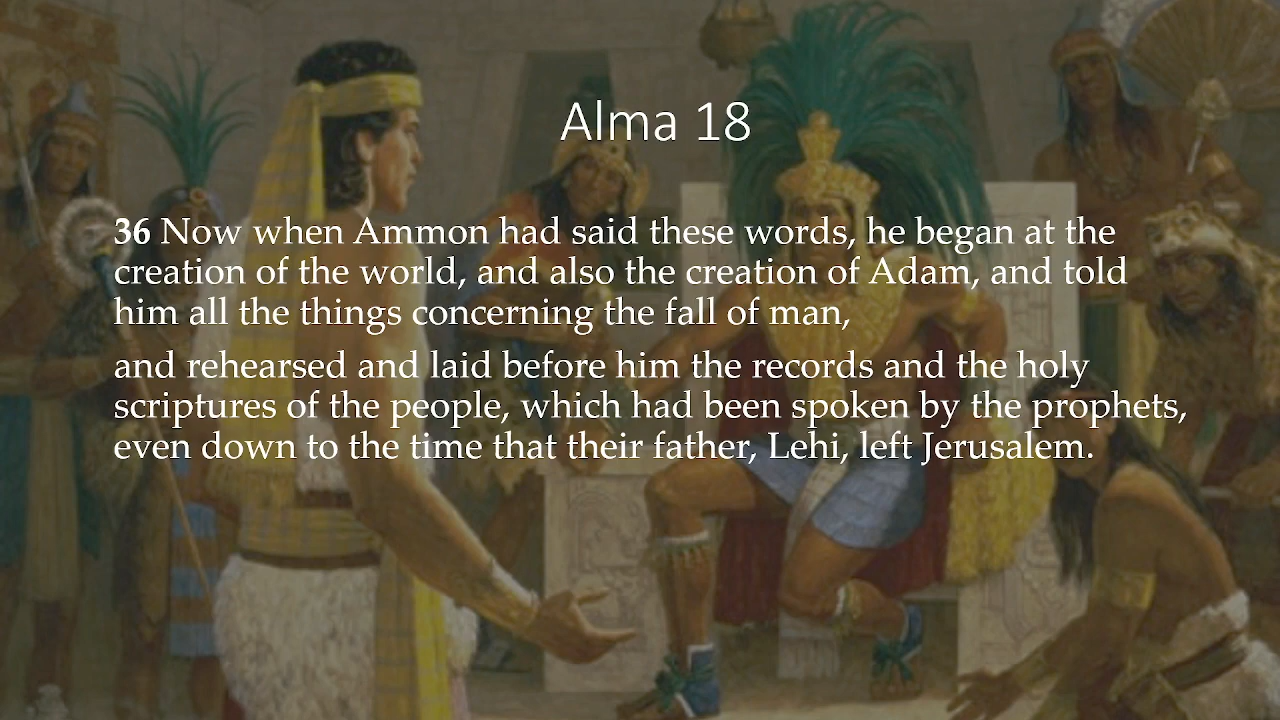 Alma 18
36 Now when Ammon had said these words, he began at the
creation of the world, and also the creation of Adam, and told
him all the things concerning the fall of man,
and rehearsed and laid before him the records and the holy
scriptures of the people, which had been spoken by the prophets,
even down to the time that their father, Lehi, left Jerusalem.